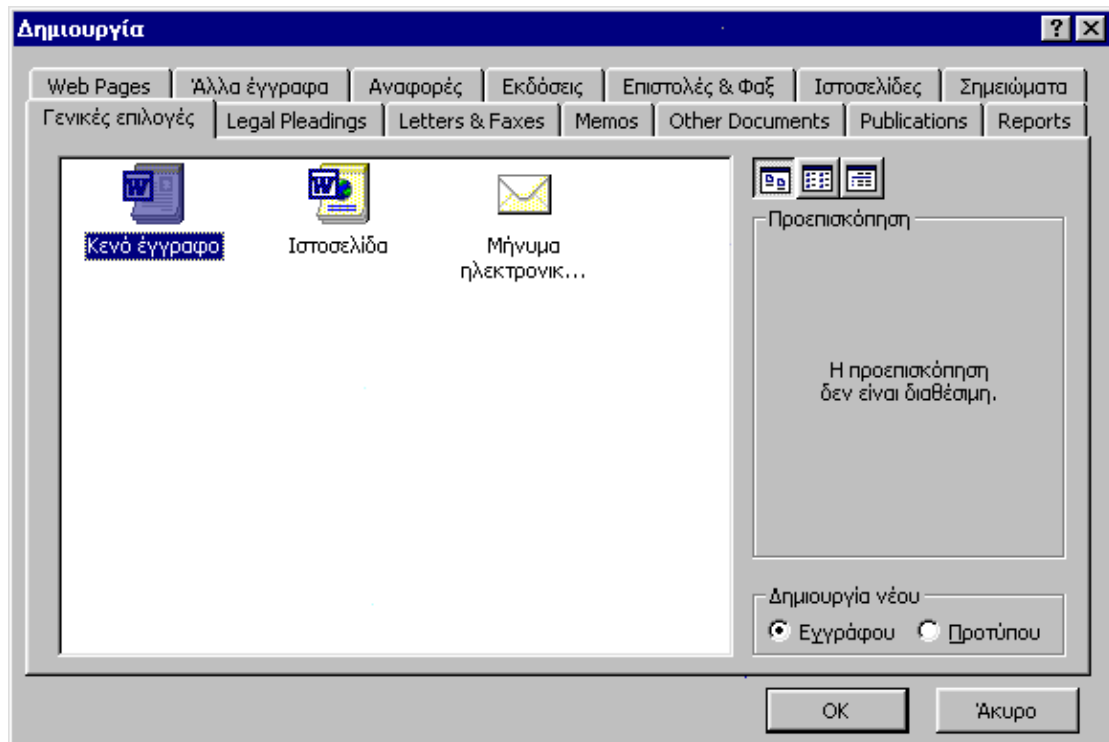 Δημιουργία
Web Pages Άλλα έγγραφα Αναφορές Εκδόσεις Επιστολές & Φαξ Ιστοσελίδες Σημειώματα
Γενικές επιλογές Legal Pleadings Letters & Faxes Memos Other Documents Publications Reports
Κενό έγγραφο Ιστοσελίδα Μήνυμα
ηλεκτρονικ...
Προεπισκόπηση
Η προεπισκόπηση
δεν είναι διαθέσιμη.
Δημιουργία νέου
Εγγράφου Προτύπου
OK Άκυρο